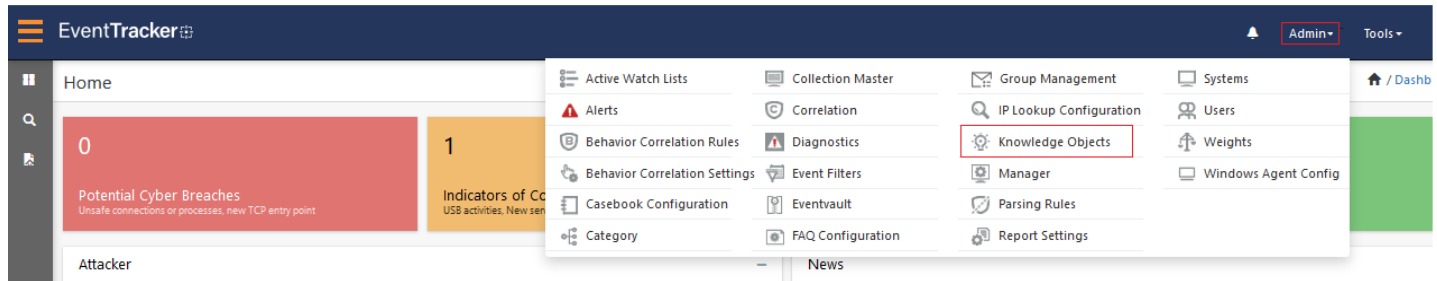 EventTracker
Admin
Tools
Home
/ Dashb
Active Watch Lists
Collection Master
Group Management
Systems
Alerts
Correlation
IP Lookup Configuration
Users
Behavior Correlation Rules
Diagnostics
Knowledge Objects
Weights
Behavior Correlation Settings
Event Filters
Manager
Windows Agent Config
Casebook Configuration
Eventvault
Parsing Rules
Category
FAQ Configuration
Report Settings
0
Potential Cyber Breaches
Unsafe connections or processes, new TCP entry point
1
Indicators of Co
USB activities, New ser
Attacker
News